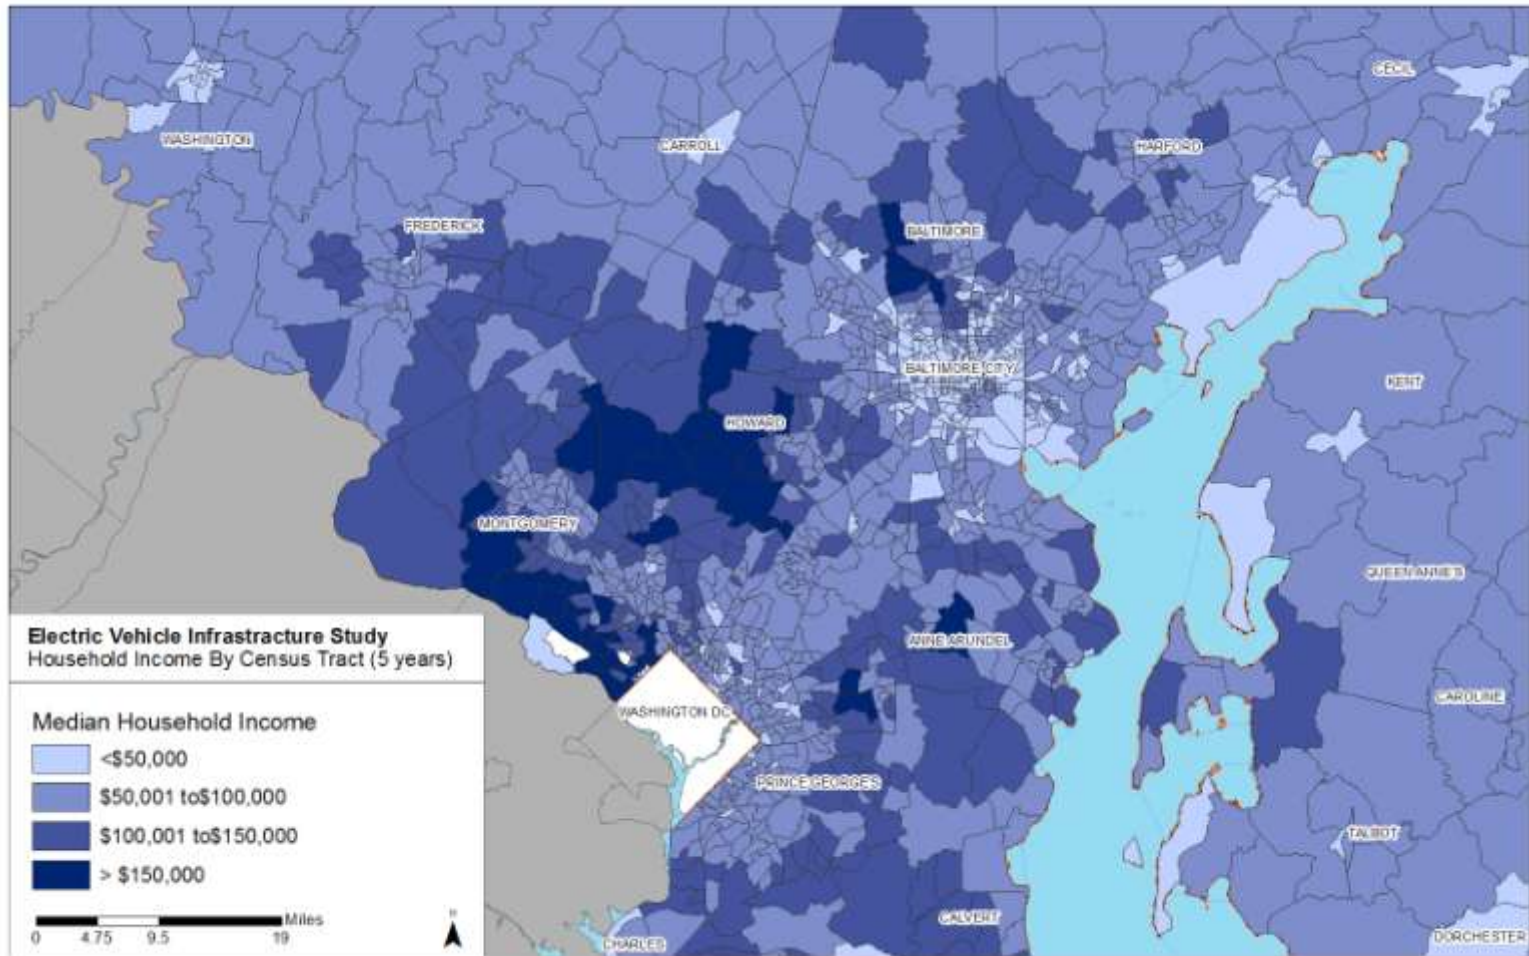 CECIL
WASHINGTON
CARROLL
HARFORD
FREDERICK
BALTIMORE
BALTIMORE CITY
KENT
HOWARD
MONTGOMERY
QUEEN ANNE'S
ANNE ARUNDEL
CAROLINE
WASHINGTON DC
PRINCE GEORGES
TALBOT
CALVERT
CHARLES
DORCHESTER
Electric Vehicle Infrastracture Study
Household Income By Census Tract (5 years)
Median Household Income
<$50,000
$50,001 to$100,000
$100,001 to$150,000
> $150,000
Miles
0 4.75 9.5 19
N